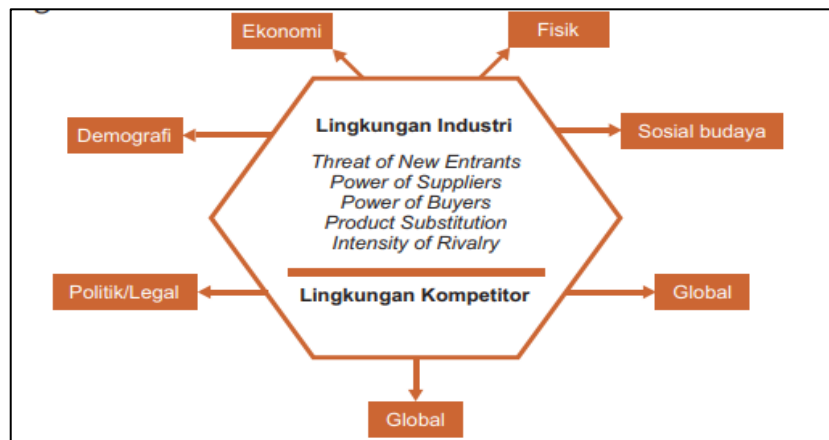 Ekonomi
Fisik
Demografi
Lingkungan Industri
Sosial budaya
Threat of New Entrants
Power of Suppliers
Power of Buyers
Product Substitution
Intensity of Rivalry
Politik/Legal
Lingkungan Kompetitor
Global
Global